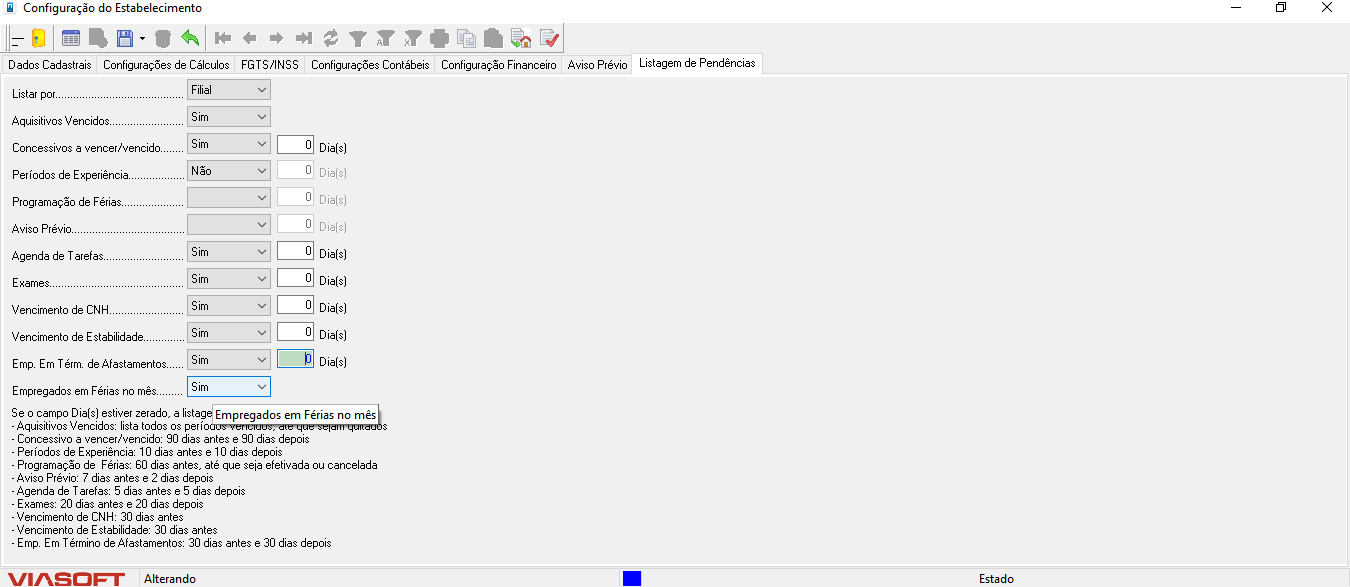 Configuração do Estabelecimento
Dados Cadastrais Configurações de Cálculos FGTS/INSS Configurações Contábeis Configuração Financeiro Aviso Prévio Listagem de Pendências
Listar por........................................... Filial
Aquisitivos Vencidos......................... Sim
Concessivos a vencer/vencido........ Sim 0 Dia(s)
Períodos de Experiência................... Não 0 Dia(s)
Programação de Férias..................... 0 Dia(s)
Aviso Prévio...................................... 0 Dia(s)
Agenda de Tarefas........................... Sim 0 Dia(s)
Exames............................................. Sim 0 Dia(s)
Vencimento de CNH......................... Sim 0 Dia(s)
Vencimento de Estabilidade............. Sim 0 Dia(s)
Emp. Em Térm. de Afastamentos...... Sim 0 Dia(s)
Empregados em Férias no mês......... Sim
Se o campo Dia(s) estiver zerado, a listage
Empregados em Férias no mês
- Aquisitivos Vencidos: lista todos os períodos vencidos, até que sejam quitados
- Concessivo a vencer/vencido: 90 dias antes e 90 dias depois
- Períodos de Experiência: 10 dias antes e 10 dias depois
- Programação de Férias: 60 dias antes, até que seja efetivada ou cancelada
- Aviso Prévio: 7 dias antes e 2 dias depois
- Agenda de Tarefas: 5 dias antes e 5 dias depois
- Exames: 20 dias antes e 20 dias depois
- Vencimento de CNH: 30 dias antes
- Vencimento de Estabilidade: 30 dias antes
- Emp. Em Término de Afastamentos: 30 dias antes e 30 dias depois
VIASOFT Alterando Estado